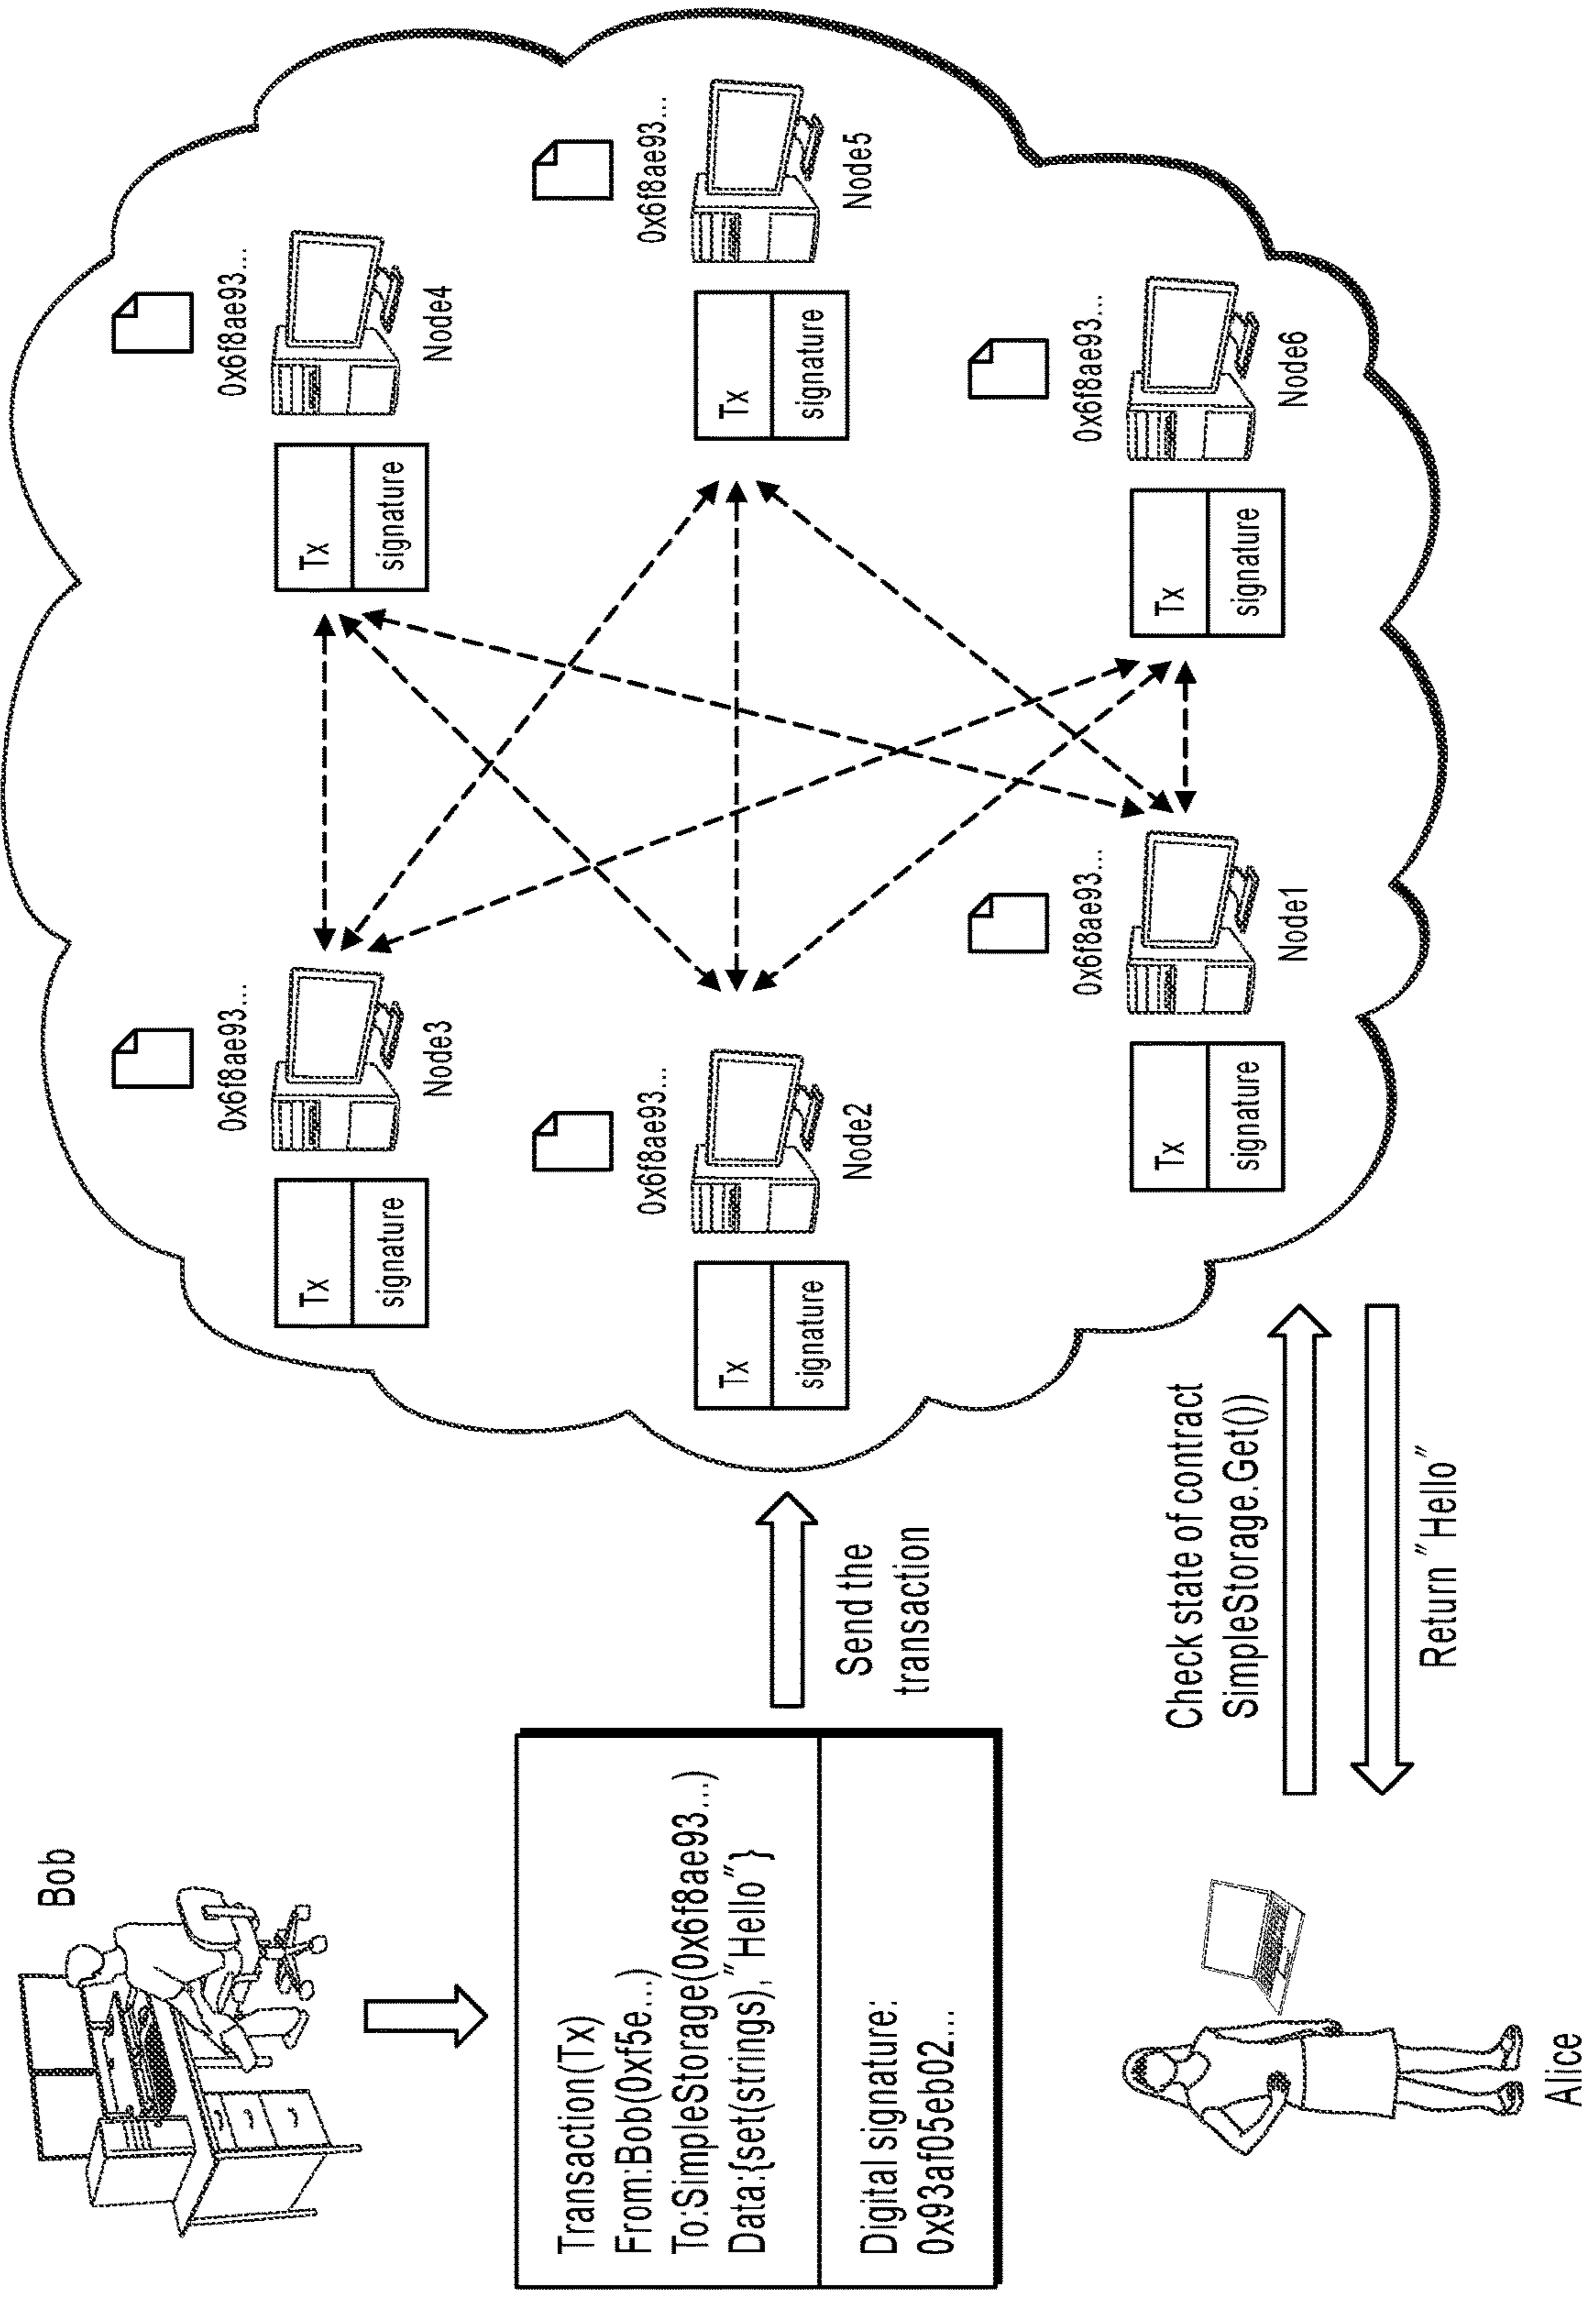 Bob
Transaction(Tx)
From:Bob(0xf5e...)
To:SimpleStorage(0x6f8ae93...)
Data:{set(strings),"Hello"}
Digital signature:
0x93af05eb02...
Send the
transaction
Alice
Check state of contract
SimpleStorage.Get())
Return "Hello"
0x6f8ae93...
Tx
signature
Node3
0x6f8ae93...
Tx
signature
Node4
0x6f8ae93...
Tx
signature
Node2
0x6f8ae93...
Tx
signature
Node5
0x6f8ae93...
Tx
signature
Node1
0x6f8ae93...
Tx
signature
Node6